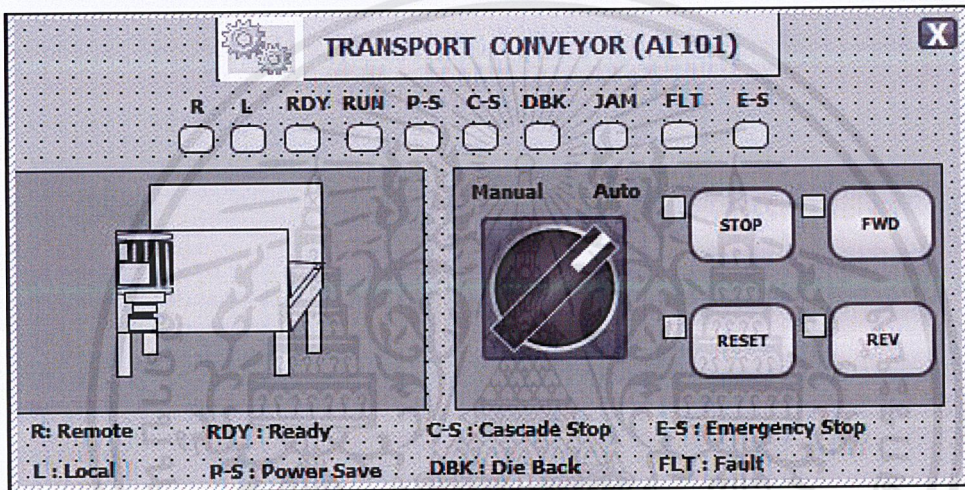 TRANSPORT CONVEYOR (AL101)
X
R L RDY RUN P-S C-S DBK JAM FLT E-S
Manual Auto
STOP FWD
RESET REV
R: Remote RDY : Ready C-S : Cascade Stop E-S : Emergency Stop
L : Local P-S : Power Save DBK : Die Back FLT : Fault